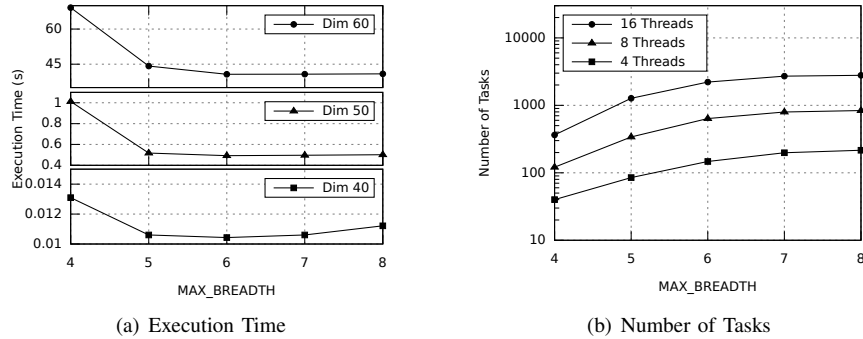 60
45
Dim 60
1
0.8
0.6
0.4
Dim 50
0.014
0.012
0.01
Dim 40
Execution Time (s)
4 5 6 7 8
MAX_BREADTH
(a) Execution Time
10000
1000
100
10
16 Threads
8 Threads
4 Threads
Number of Tasks
4 5 6 7 8
MAX_BREADTH
(b) Number of Tasks